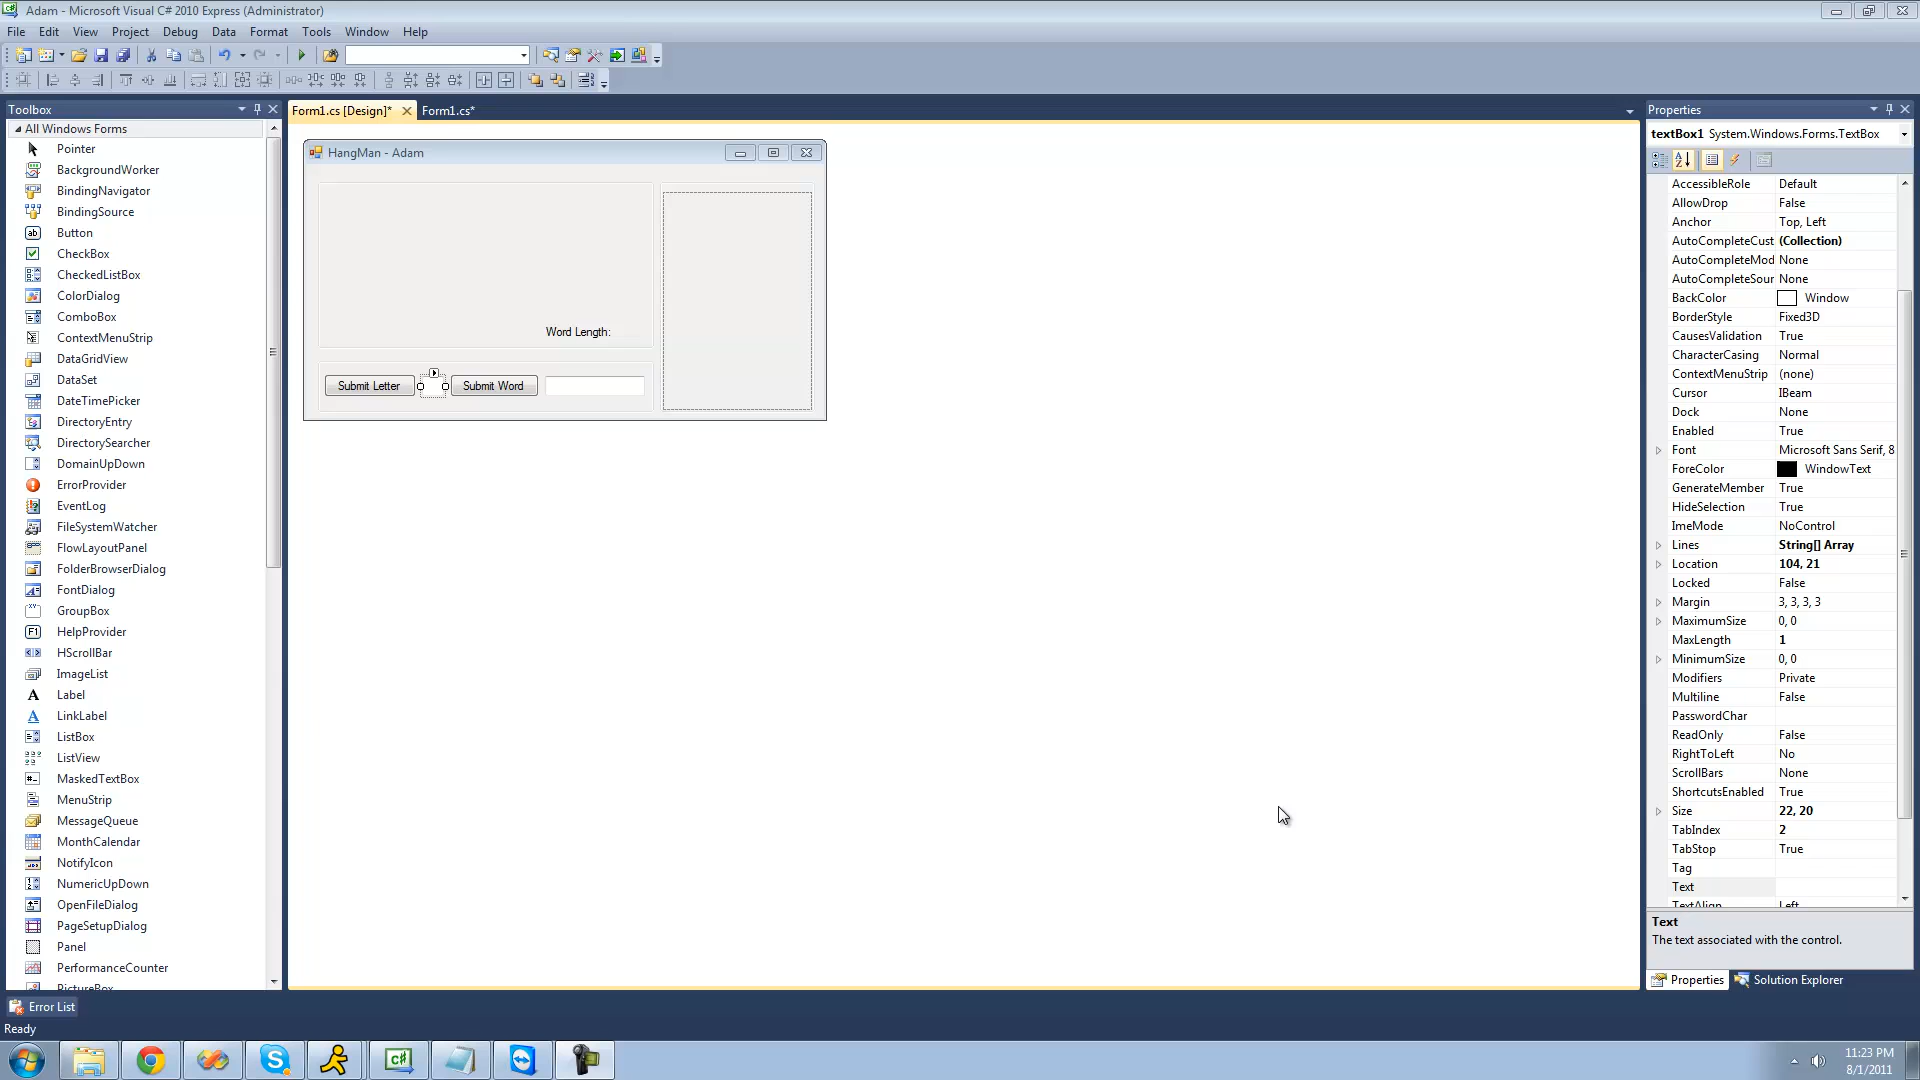 Adam - Microsoft Visual C# 2010 Express (Administrator)
File Edit View Project Debug Data Format Tools Window Help
Toolbox
All Windows Forms
Pointer
BackgroundWorker
BindingNavigator
BindingSource
Button
CheckBox
CheckedListBox
ColorDialog
ComboBox
ContextMenuStrip
DataGridView
DataSet
DateTimePicker
DirectoryEntry
DirectorySearcher
DomainUpDown
ErrorProvider
EventLog
FileSystemWatcher
FlowLayoutPanel
FolderBrowserDialog
FontDialog
GroupBox
HelpProvider
HScrollBar
ImageList
Label
LinkLabel
ListBox
ListView
MaskedTextBox
MenuStrip
MessageQueue
MonthCalendar
NotifyIcon
NumericUpDown
OpenFileDialog
PageSetupDialog
Panel
PerformanceCounter
PictureBox
Form1.cs [Design]* Form1.cs*
HangMan - Adam
Word Length:
Submit Letter Submit Word
Properties
textBox1 System.Windows.Forms.TextBox
AccessibleRole Default
AllowDrop False
Anchor Top, Left
AutoCompleteCust (Collection)
AutoCompleteMod None
AutoCompleteSour None
BackColor Window
BorderStyle Fixed3D
CausesValidation True
CharacterCasing Normal
ContextMenuStrip (none)
Cursor IBeam
Dock None
Enabled True
Font Microsoft Sans Serif, 8
ForeColor WindowText
GenerateMember True
HideSelection True
ImeMode NoControl
Lines String[] Array
Location 104, 21
Locked False
Margin 3, 3, 3, 3
MaximumSize 0, 0
MaxLength 1
MinimumSize 0, 0
Modifiers Private
Multiline False
PasswordChar
ReadOnly False
RightToLeft No
ScrollBars None
ShortcutsEnabled True
Size 22, 20
TabIndex 2
TabStop True
Tag
Text
TextAlign Left
Text
The text associated with the control.
Properties Solution Explorer
Error List
Ready
11:23 PM
8/1/2011